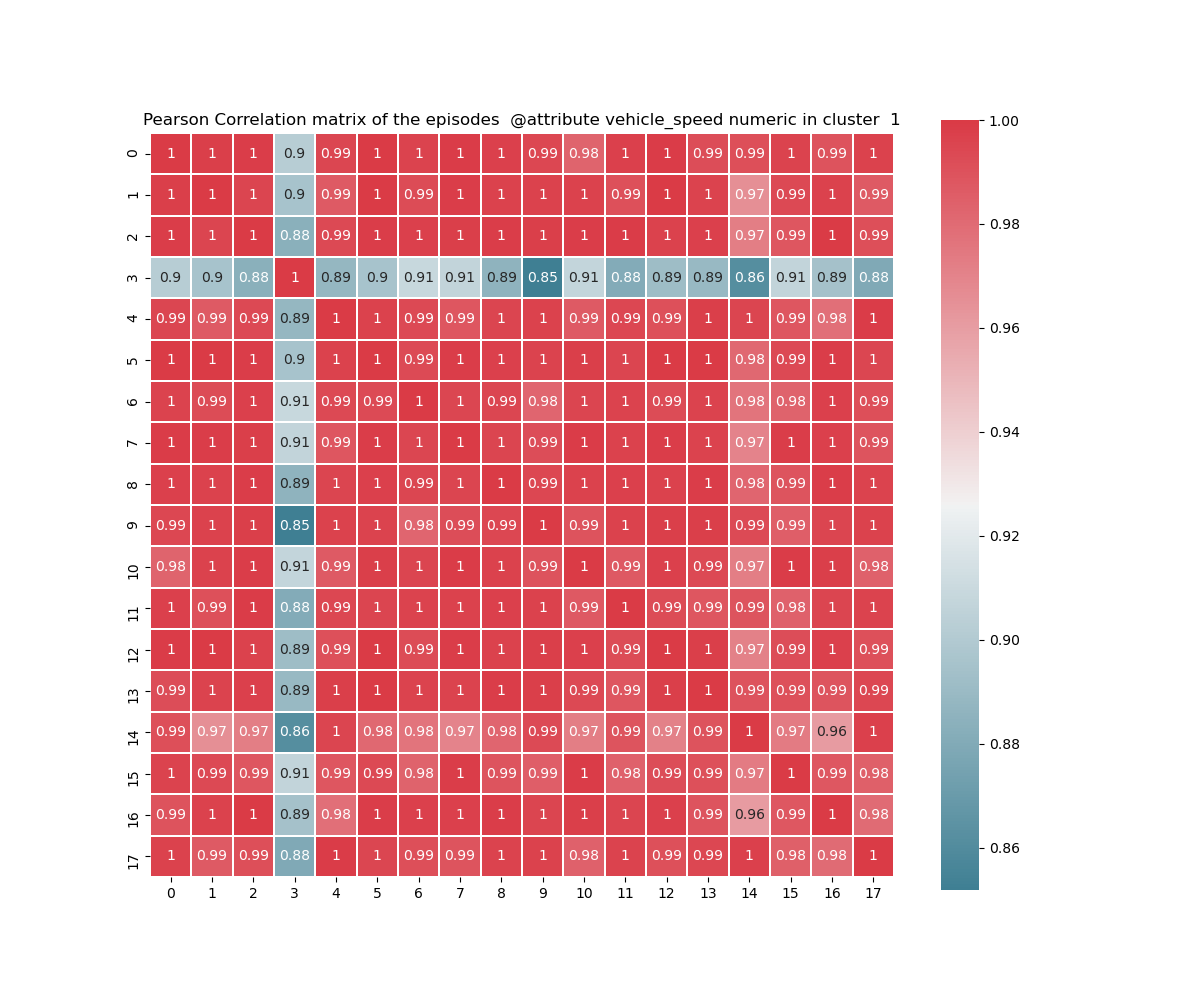 Pearson Correlation matrix of the episodes  @attribute vehicle_speed numeric in cluster  1
0 1 1 1 0.9 0.99 1 1 1 1 0.99 0.98 1 1 0.99 0.99 1 0.99 1
1 1 1 1 0.9 0.99 1 0.99 1 1 1 1 0.99 1 1 0.97 0.99 1 0.99
2 1 1 1 0.88 0.99 1 1 1 1 1 1 1 1 1 0.97 0.99 1 0.99
3 0.9 0.9 0.88 1 0.89 0.9 0.91 0.91 0.89 0.85 0.91 0.88 0.89 0.89 0.86 0.91 0.89 0.88
4 0.99 0.99 0.99 0.89 1 1 0.99 0.99 1 1 0.99 0.99 0.99 1 1 0.99 0.98 1
5 1 1 1 0.9 1 1 0.99 1 1 1 1 1 1 1 0.98 0.99 1 1
6 1 0.99 1 0.91 0.99 0.99 1 1 0.99 0.98 1 1 0.99 1 0.98 0.98 1 0.99
7 1 1 1 0.91 0.99 1 1 1 1 0.99 1 1 1 1 0.97 1 1 0.99
8 1 1 1 0.89 1 1 0.99 1 1 0.99 1 1 1 1 0.98 0.99 1 1
9 0.99 1 1 0.85 1 1 0.98 0.99 0.99 1 0.99 1 1 1 0.99 0.99 1 1
10 0.98 1 1 0.91 0.99 1 1 1 1 0.99 1 0.99 1 0.99 0.97 1 1 0.98
11 1 0.99 1 0.88 0.99 1 1 1 1 1 0.99 1 0.99 0.99 0.99 0.98 1 1
12 1 1 1 0.89 0.99 1 0.99 1 1 1 1 0.99 1 1 0.97 0.99 1 0.99
13 0.99 1 1 0.89 1 1 1 1 1 1 0.99 0.99 1 1 0.99 0.99 0.99 0.99
14 0.99 0.97 0.97 0.86 1 0.98 0.98 0.97 0.98 0.99 0.97 0.99 0.97 0.99 1 0.97 0.96 1
15 1 0.99 0.99 0.91 0.99 0.99 0.98 1 0.99 0.99 1 0.98 0.99 0.99 0.97 1 0.99 0.98
16 0.99 1 1 0.89 0.98 1 1 1 1 1 1 1 1 0.99 0.96 0.99 1 0.98
17 1 0.99 0.99 0.88 1 1 0.99 0.99 1 1 0.98 1 0.99 0.99 1 0.98 0.98 1
0 1 2 3 4 5 6 7 8 9 10 11 12 13 14 15 16 17
1.00
0.98
0.96
0.94
0.92
0.90
0.88
0.86